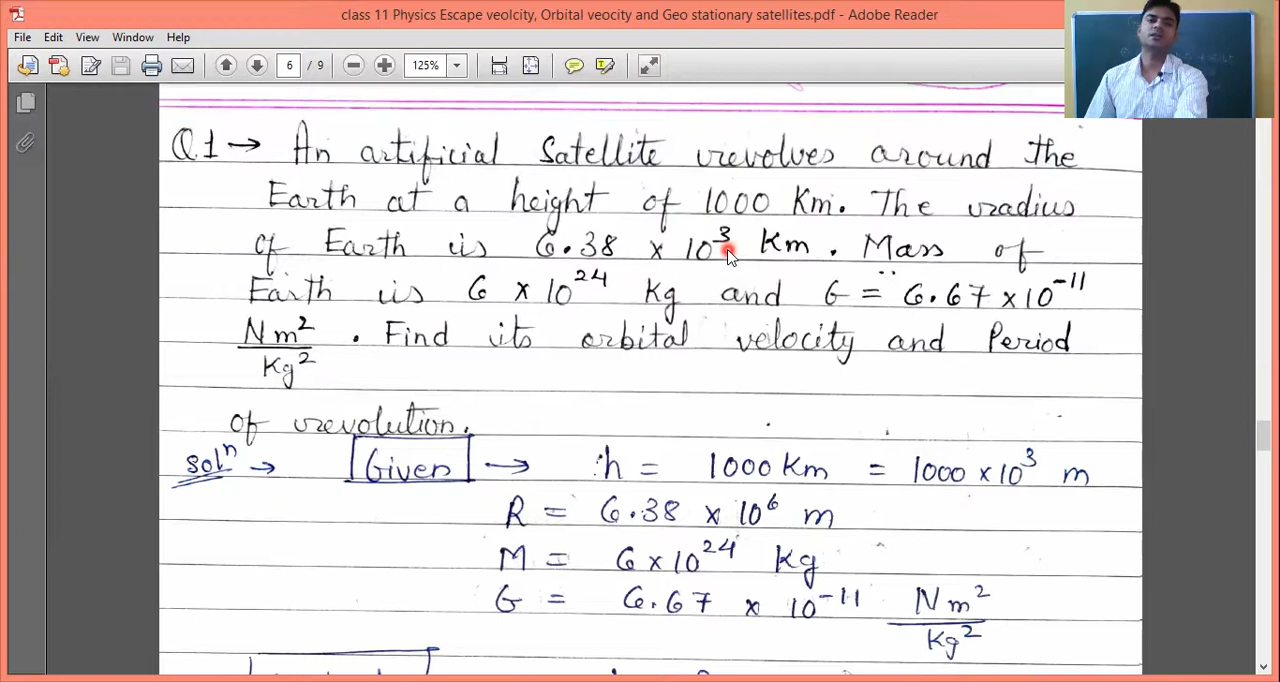 class 11 Physics Escape veolcity, Orbital veocity and Geo stationary satellites.pdf - Adobe Reader
File Edit View Window Help
6 / 9 125%
Q1→ An artificial Satellite revolves around the
Earth at a height of 1000 Km. The radius
of Earth is 6.38 × 10³ Km. Mass of
Earth is 6 × 10²⁴ Kg and G = 6.67 × 10⁻¹¹
Nm²/Kg². Find its orbital velocity and Period
of revolution.
Solⁿ → Given → h = 1000 Km = 1000 × 10³ m
R = 6.38 × 10⁶ m
M = 6 × 10²⁴ Kg
G = 6.67 × 10⁻¹¹ Nm²/Kg²